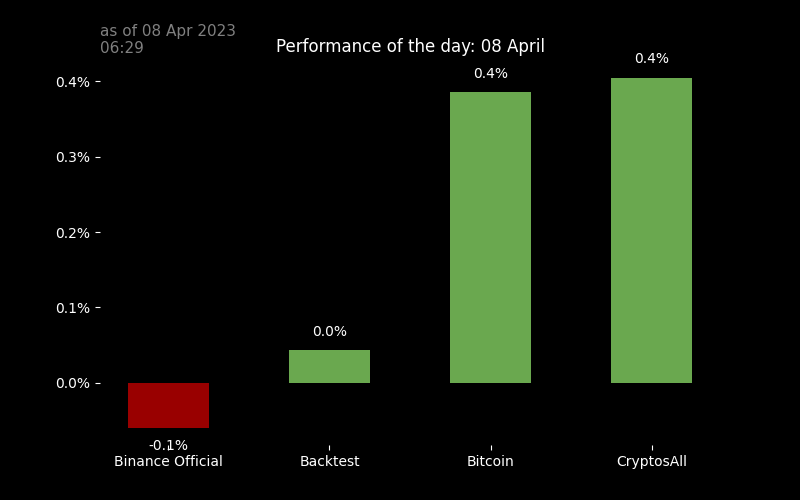 as of 08 Apr 2023
06:29
Performance of the day: 08 April
0.4%
0.4%
0.4%
0.3%
0.2%
0.1%
0.0%
0.0%
-0.1%
Binance Official
Backtest
Bitcoin
CryptosAll